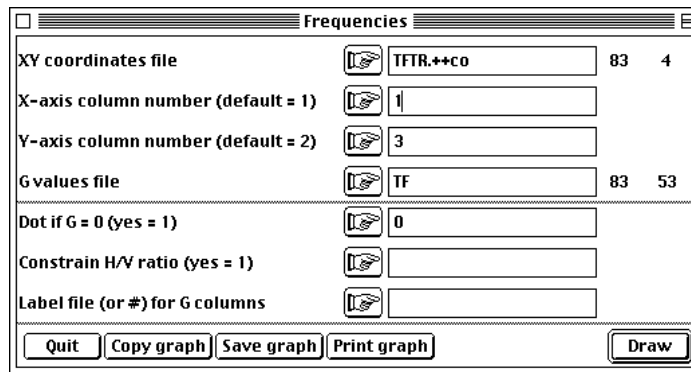 Frequencies
XY coordinates file TFTR.++co 83 4
X-axis column number (default = 1) 1
Y-axis column number (default = 2) 3
G values file TF 83 53
Dot if G = 0 (yes = 1) 0
Constrain H/V ratio (yes = 1)
Label file (or #) for G columns
Quit Copy graph Save graph Print graph Draw